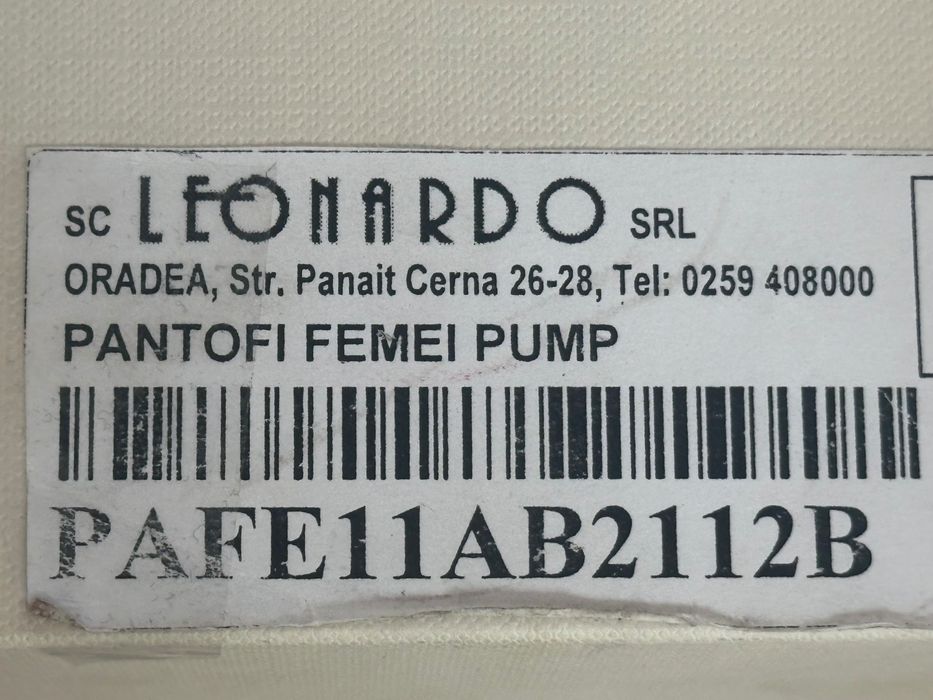 SC LEONARDO SRL
ORADEA, Str. Panait Cerna 26-28, Tel: 0259 408000
PANTOFI FEMEI PUMP
PAFE11AB2112B